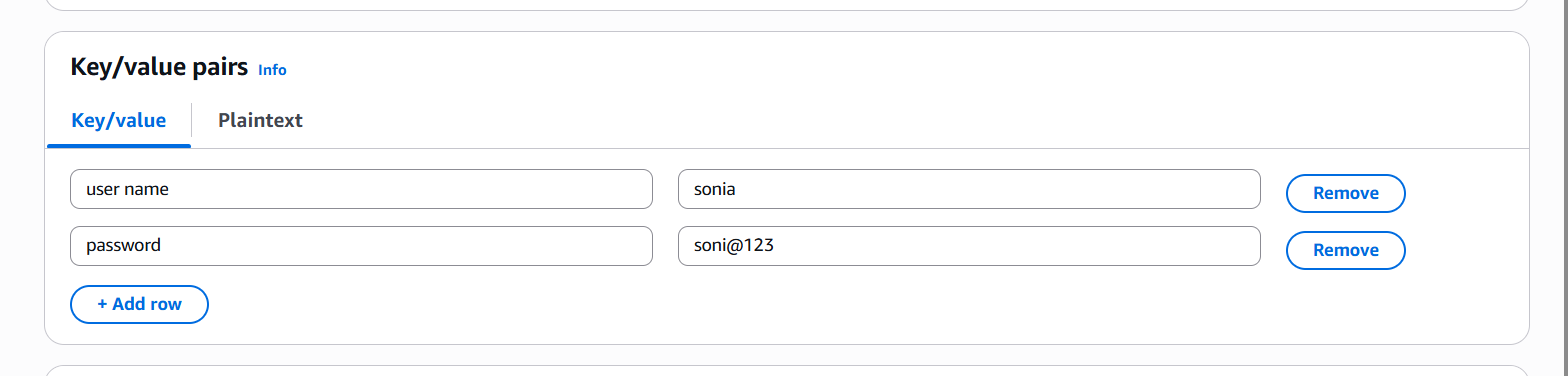 Key/value pairs Info
Key/value Plaintext
user name sonia Remove
password soni@123 Remove
+ Add row